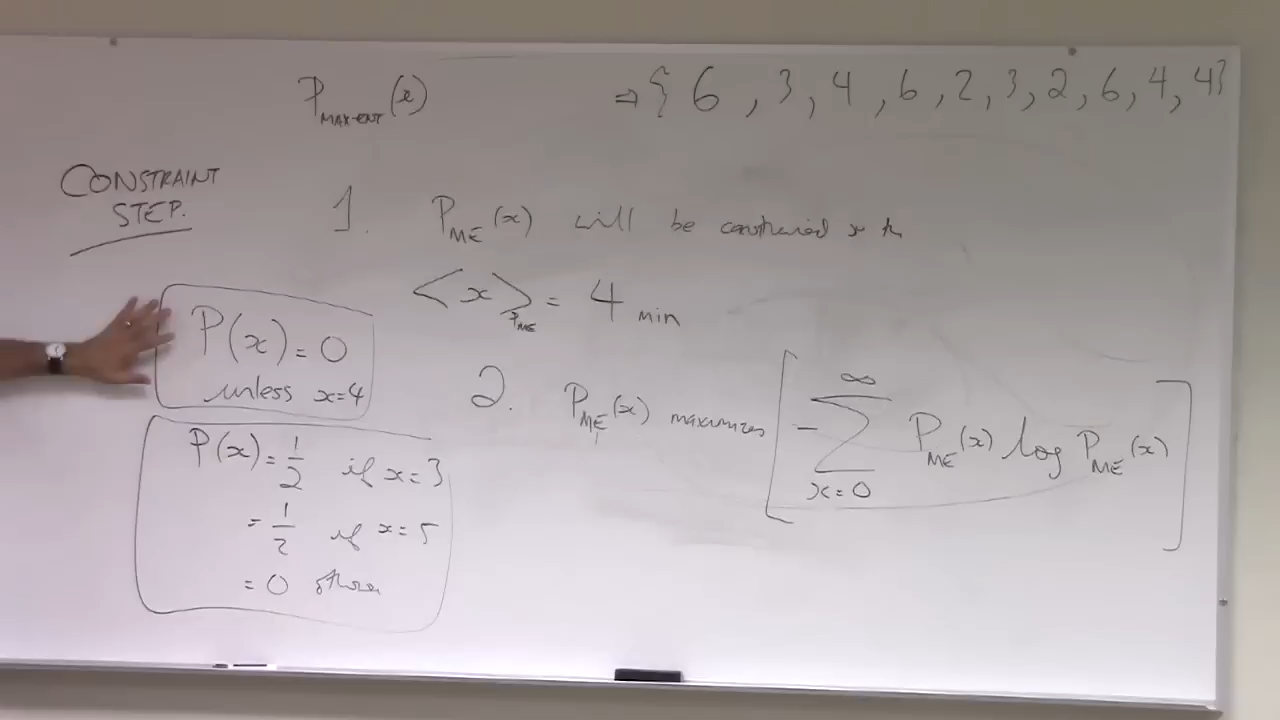 P_MAX-ENT(x) ⇒ { 6 , 3 , 4 , 6 , 2 , 3 , 2 , 6 , 4 , 4 }
CONSTRAINT
STEP.
1. P_ME(x) will be constrained so
<x>_P_ME = 4 min
P(x) = 0
unless x=4
2. P_ME(x) maximizes [ -∑_{x=0}^{∞} P_ME(x) log P_ME(x) ]
P(x) = 1/2 if x=3
= 1/2 if x=5
= 0